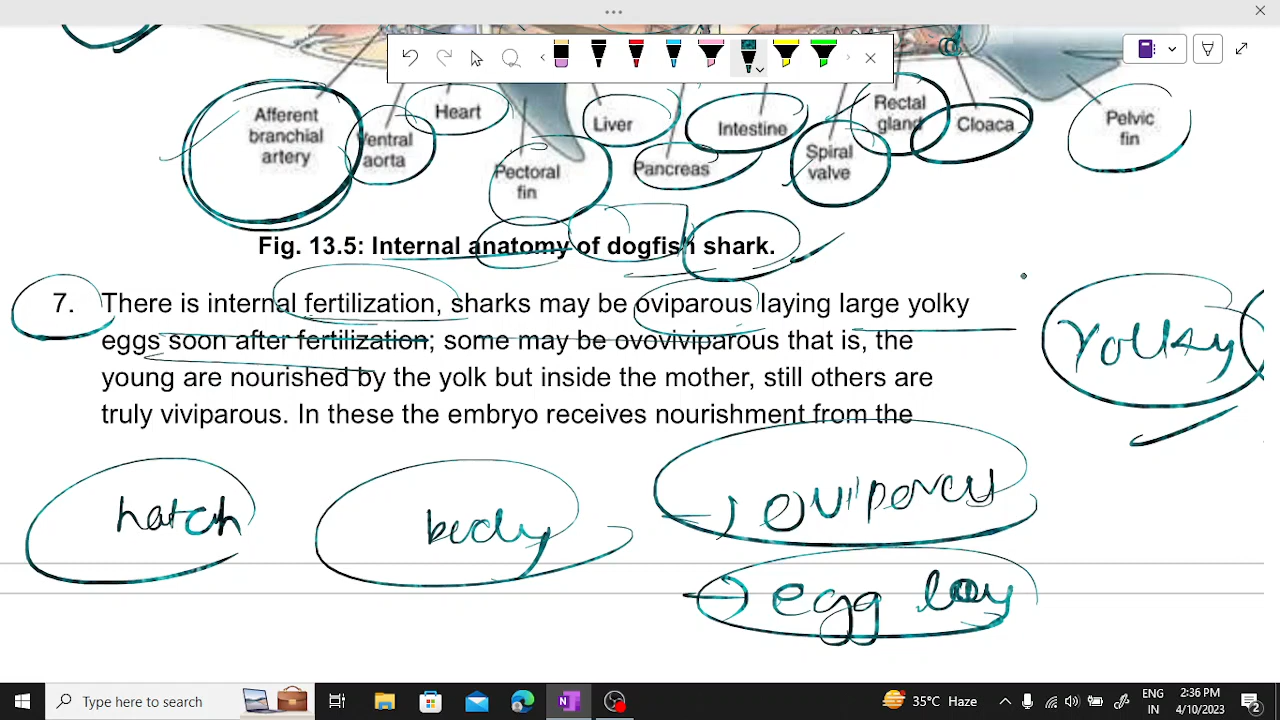 Afferent branchial artery
Ventral aorta
Heart
Pectoral fin
Liver
Pancreas
Intestine
Spiral valve
Rectal gland
Cloaca
Pelvic fin
Fig. 13.5: Internal anatomy of dogfish shark.
7. There is internal fertilization, sharks may be oviparous laying large yolky
eggs soon after fertilization; some may be ovoviviparous that is, the
young are nourished by the yolk but inside the mother, still others are
truly viviparous. In these the embryo receives nourishment from the
Yolky
hatch
body
egg lay
Type here to search
35°C Haze
ENG
IN
2:36 PM
4/10/2023
2